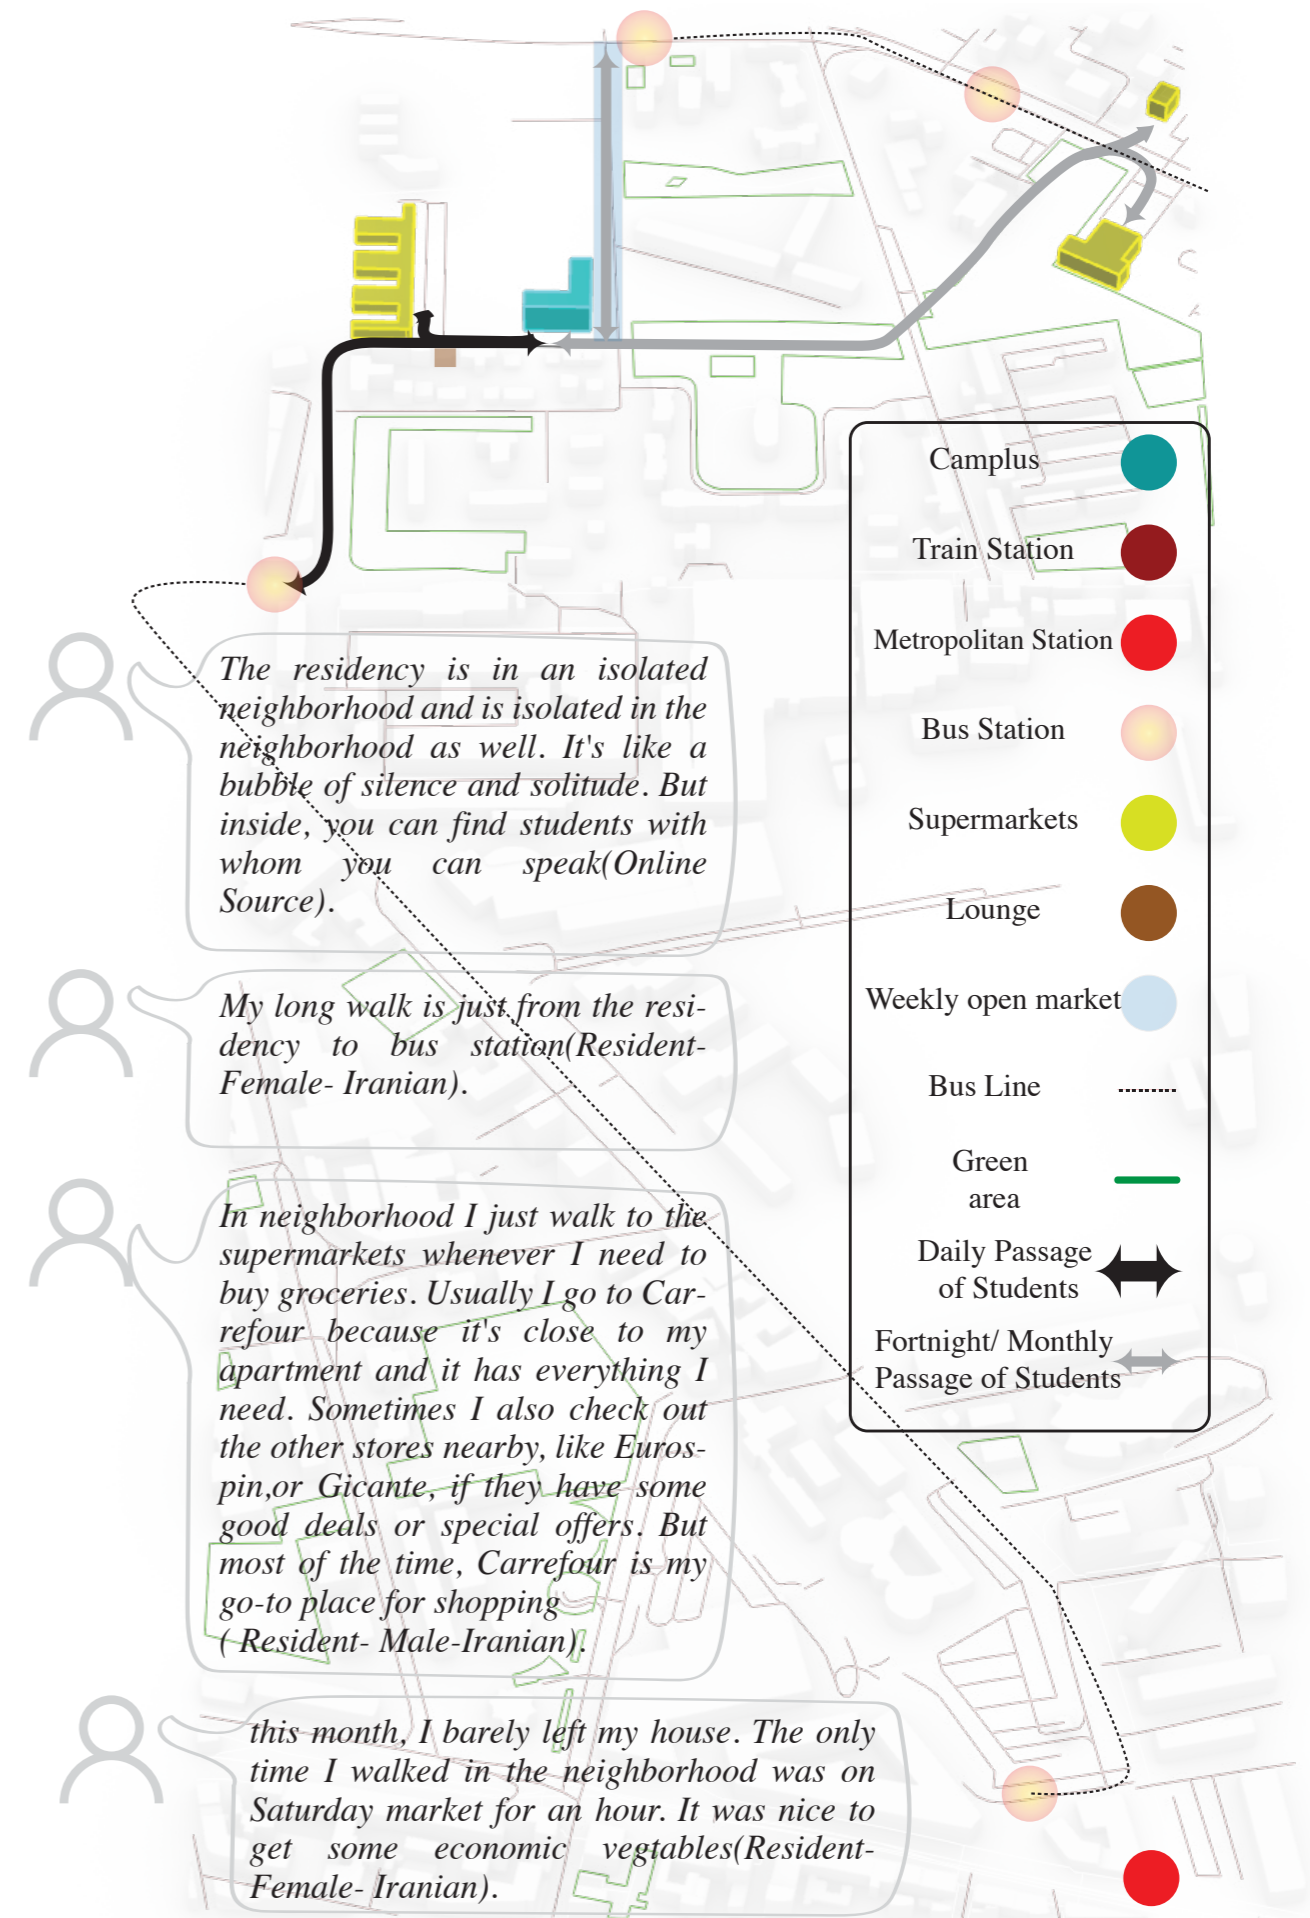 Camplus
Train Station
Metropolitan Station
Bus Station
Supermarkets
Lounge
Weekly open market
Bus Line
Green
area
Daily Passage
of Students
Fortnight/ Monthly
Passage of Students
The residency is in an isolated
neighborhood and is isolated in the
neighborhood as well. It's like a
bubble of silence and solitude. But
inside, you can find students with
whom you can speak(Online
Source).
My long walk is just from the resi-
dency to bus station(Resident-
Female- Iranian).
In neighborhood I just walk to the
supermarkets whenever I need to
buy groceries. Usually I go to Car-
refour because it's close to my
apartment and it has everything I
need. Sometimes I also check out
the other stores nearby, like Euros-
pin,or Gicante, if they have some
good deals or special offers. But
most of the time, Carrefour is my
go-to place for shopping
( Resident- Male-Iranian).
this month, I barely left my house. The only
time I walked in the neighborhood was on
Saturday market for an hour. It was nice to
get some economic vegtables(Resident-
Female- Iranian).